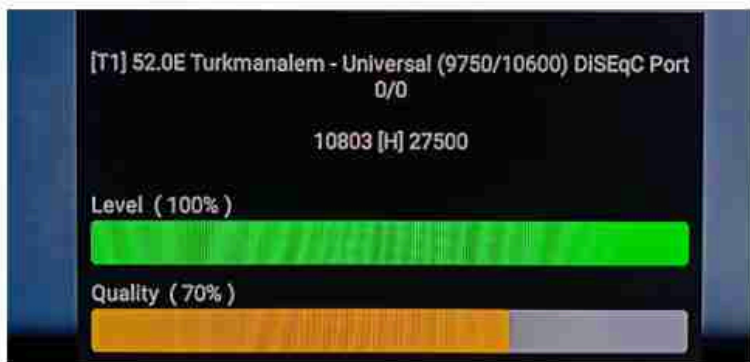 [T1] 52.0E Turkmanalem - Universal (9750/10600) DiSEqC Port
0/0
10803 [H] 27500
Level ( 100% )
Quality ( 70% )